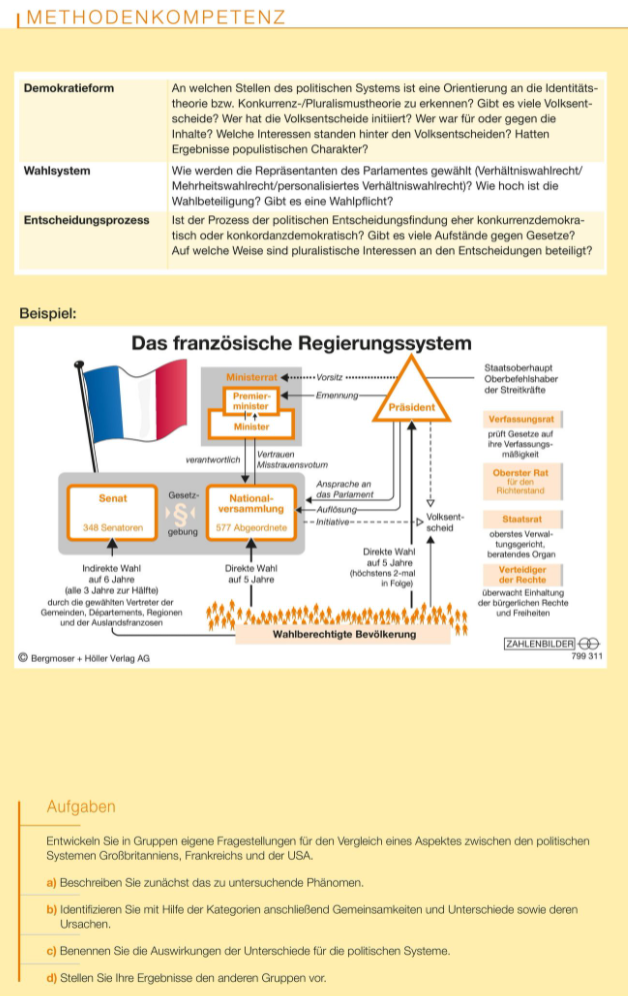 METHODENKOMPETENZ
Demokratieform
An welchen Stellen des politischen Systems ist eine Orientierung an die Identitäts-
theorie bzw. Konkurrenz-/Pluralismustheorie zu erkennen? Gibt es viele Volksent-
scheide? Wer hat die Volksentscheide initiiert? Wer war für oder gegen die
Inhalte? Welche Interessen standen hinter den Volksentscheiden? Hatten
Ergebnisse populistischen Charakter?
Wahlsystem
Wie werden die Repräsentanten des Parlamentes gewählt (Verhältniswahlrecht/
Mehrheitswahlrecht/personalisiertes Verhältniswahlrecht)? Wie hoch ist die
Wahlbeteiligung? Gibt es eine Wahlpflicht?
Entscheidungsprozess
Ist der Prozess der politischen Entscheidungsfindung eher konkurrenzdemokra-
tisch oder konkordanzdemokratisch? Gibt es viele Aufstände gegen Gesetze?
Auf welche Weise sind pluralistische Interessen an den Entscheidungen beteiligt?
Beispiel:
Das französische Regierungssystem
Ministerrat
Vorsitz
Ernennung
Premier-
minister
Minister
Präsident
Staatsoberhaupt
Oberbefehlshaber
der Streitkräfte
verantwortlich
Vertrauen
Misstrauensvotum
Verfassungsrat
prüft Gesetze auf
ihre Verfassungs-
mäßigkeit
Oberster Rat
für den
Richterstand
Staatsrat
oberstes Verwal-
tungsgericht,
beratendes Organ
Verteidiger
der Rechte
überwacht Einhaltung
der bürgerlichen Rechte
und Freiheiten
Senat
348 Senatoren
Gesetz-
§
gebung
National-
versammlung
577 Abgeordnete
Ansprache an
das Parlament
Auflösung
Initiative
Volksent-
scheid
Indirekte Wahl
auf 6 Jahre
(alle 3 Jahre zur Hälfte)
durch die gewählten Vertreter der
Gemeinden, Départements, Regionen
und der Auslandsfranzosen
Direkte Wahl
auf 5 Jahre
Direkte Wahl
auf 5 Jahre
(höchstens 2-mal
in Folge)
Wahlberechtigte Bevölkerung
ZAHLENBILDER
799 311
© Bergmoser + Höller Verlag AG
Aufgaben
Entwickeln Sie in Gruppen eigene Fragestellungen für den Vergleich eines Aspektes zwischen den politischen
Systemen Großbritanniens, Frankreichs und der USA.
a) Beschreiben Sie zunächst das zu untersuchende Phänomen.
b) Identifizieren Sie mit Hilfe der Kategorien anschließend Gemeinsamkeiten und Unterschiede sowie deren
Ursachen.
c) Benennen Sie die Auswirkungen der Unterschiede für die politischen Systeme.
d) Stellen Sie Ihre Ergebnisse den anderen Gruppen vor.